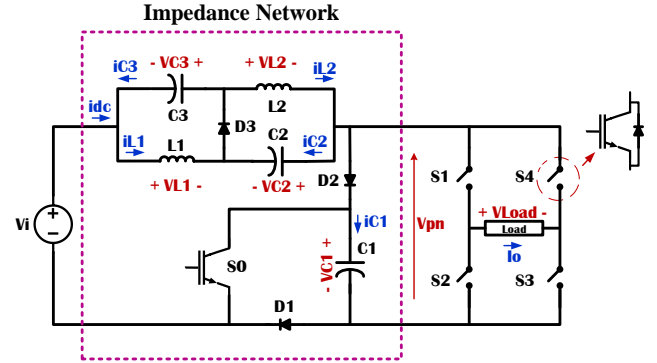 Impedance Network
iC3
- VC3 +
+ VL2 -
iL2
idc
C3
L2
iL1
L1
D3
C2
iC2
+ VL1 -
- VC2 +
D2
S1
S4
Vi
iC1
Vpn
+ VLoad -
Load
Io
S0
- VC1 +
C1
S2
S3
D1